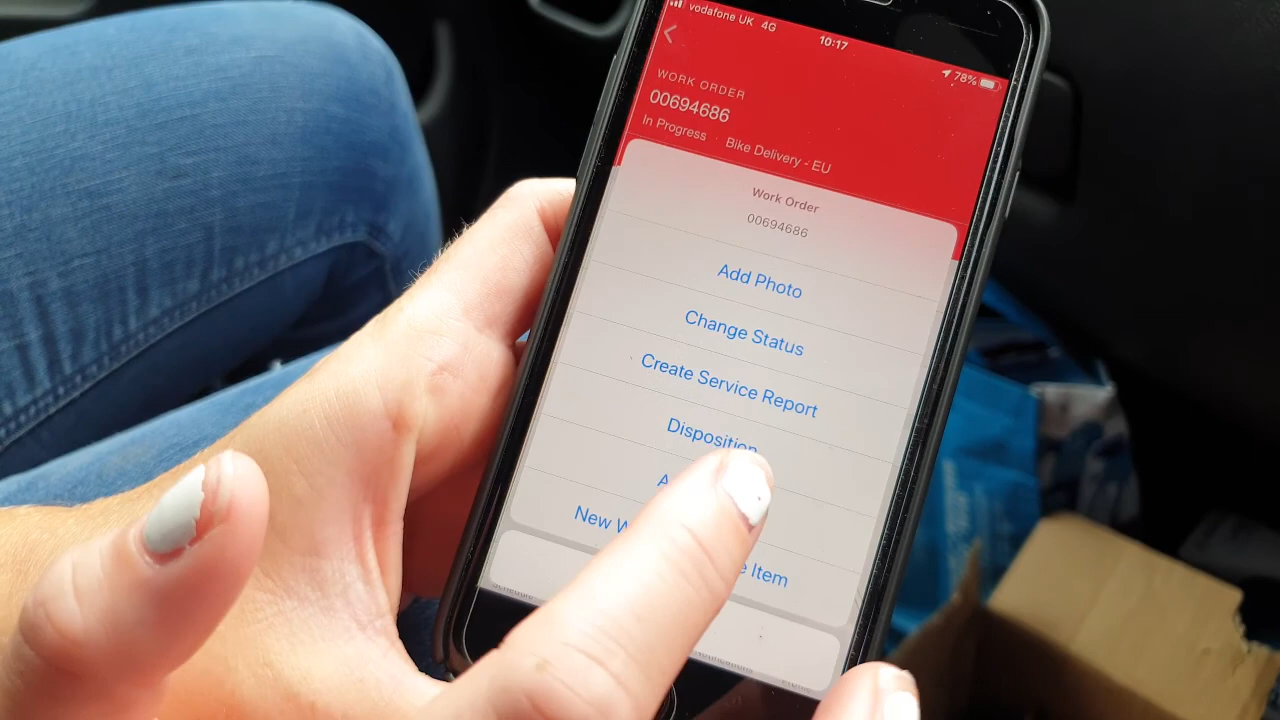 vodafone UK 4G 10:17 78%
WORK ORDER
00694686
In Progress · Bike Delivery - EU
Work Order
00694686
Add Photo
Change Status
Create Service Report
Disposition
A
New W e Item